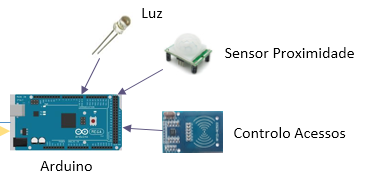 Luz
Sensor Proximidade
Controlo Acessos
Arduino